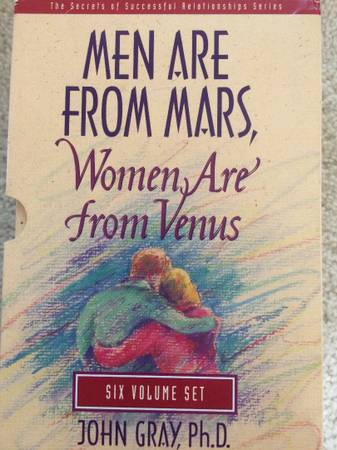 The Secrets of Successful Relationships Series
MEN ARE
FROM MARS,
Women, Are
from Venus
SIX VOLUME SET
JOHN GRAY, Ph.D.